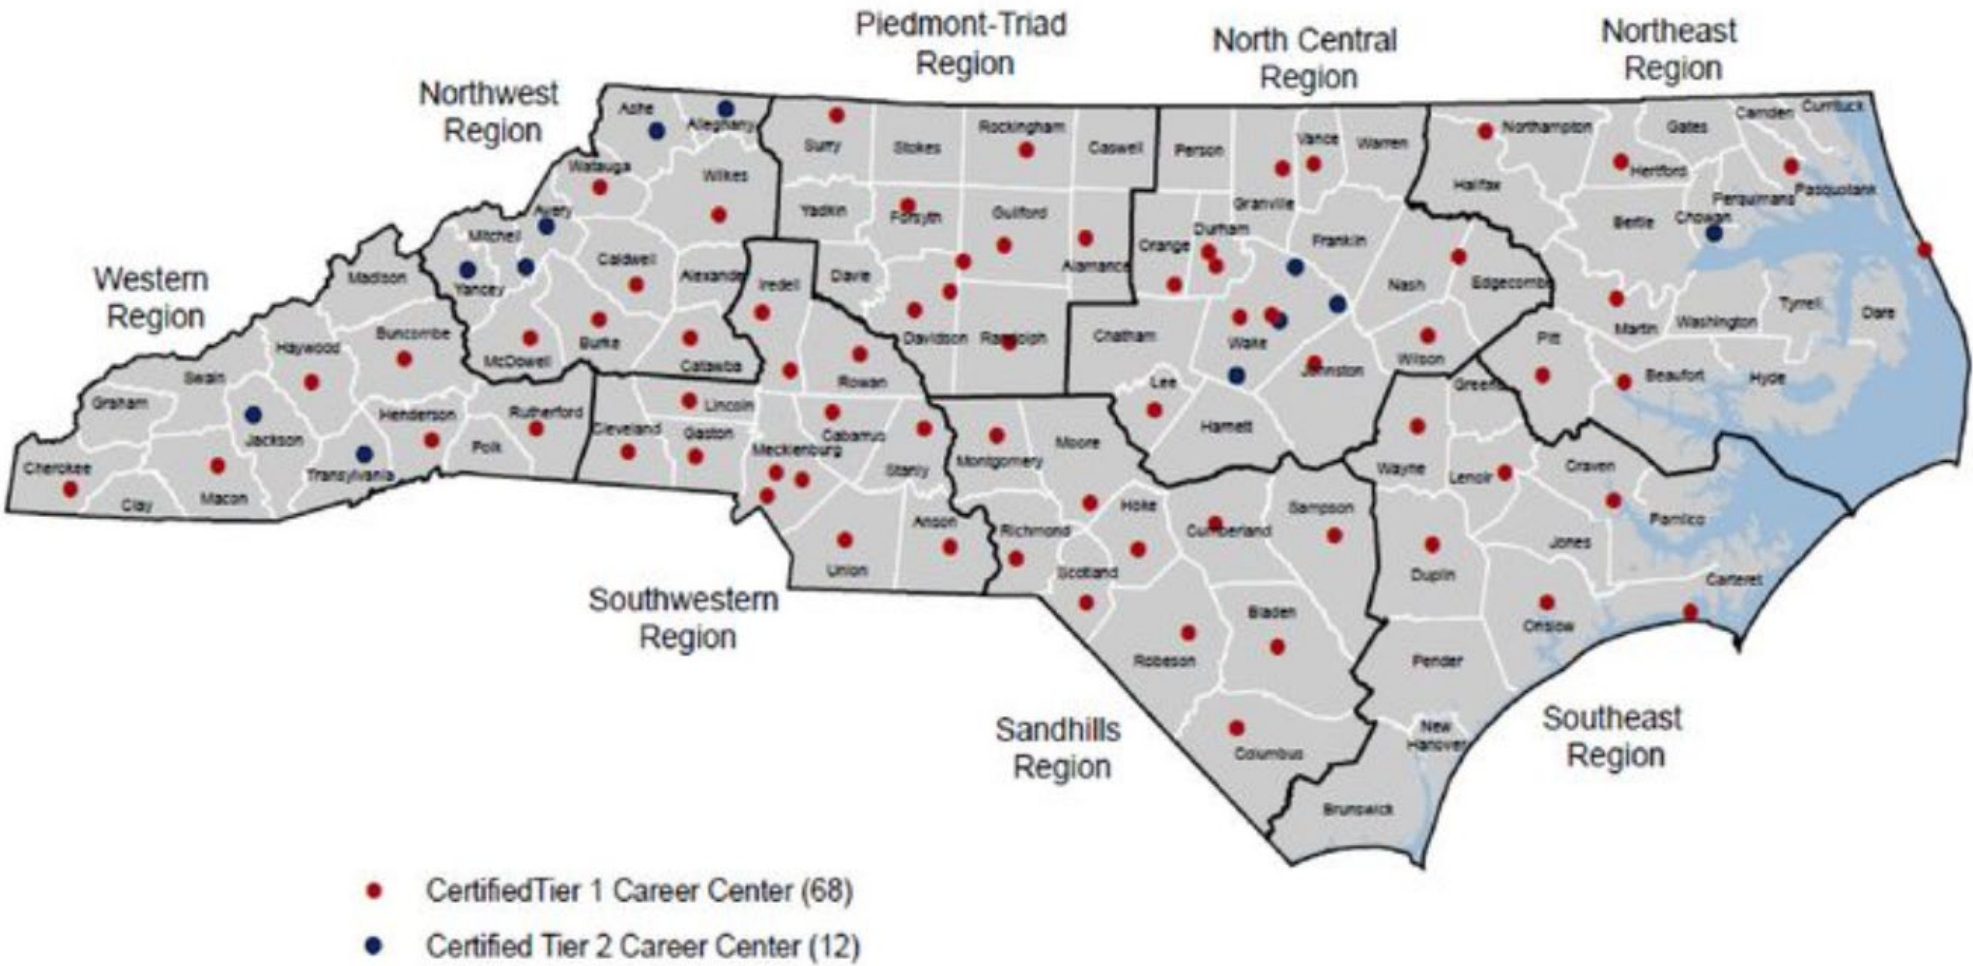 Piedmont-Triad
Region
North Central
Region
Northeast
Region
Northwest
Region
Western
Region
Southwestern
Region
Sandhills
Region
Southeast
Region
Ashe
Alleghany
Surry
Stokes
Rockingham
Caswell
Person
Vance
Warren
Northampton
Gates
Camden
Currituck
Watauga
Wilkes
Halifax
Hertford
Perquimans
Pasquotank
Avery
Mitchell
Yadkin
Forsyth
Guilford
Granville
Bertie
Chowan
Madison
Yancey
Caldwell
Alexander
Iredell
Davie
Alamance
Orange
Durham
Franklin
Nash
Edgecombe
Haywood
Buncombe
McDowell
Burke
Catawba
Rowan
Davidson
Randolph
Chatham
Wake
Johnston
Wilson
Pitt
Martin
Washington
Tyrrell
Dare
Graham
Swain
Jackson
Henderson
Rutherford
Polk
Cleveland
Lincoln
Gaston
Mecklenburg
Cabarrus
Stanly
Montgomery
Moore
Lee
Harnett
Greene
Beaufort
Hyde
Cherokee
Clay
Macon
Transylvania
Union
Anson
Richmond
Scotland
Hoke
Cumberland
Sampson
Wayne
Lenoir
Craven
Pamlico
Jones
Carteret
Duplin
Onslow
Robeson
Bladen
Pender
Columbus
New
Hanover
Brunswick
CertifiedTier 1 Career Center (68)
Certified Tier 2 Career Center (12)